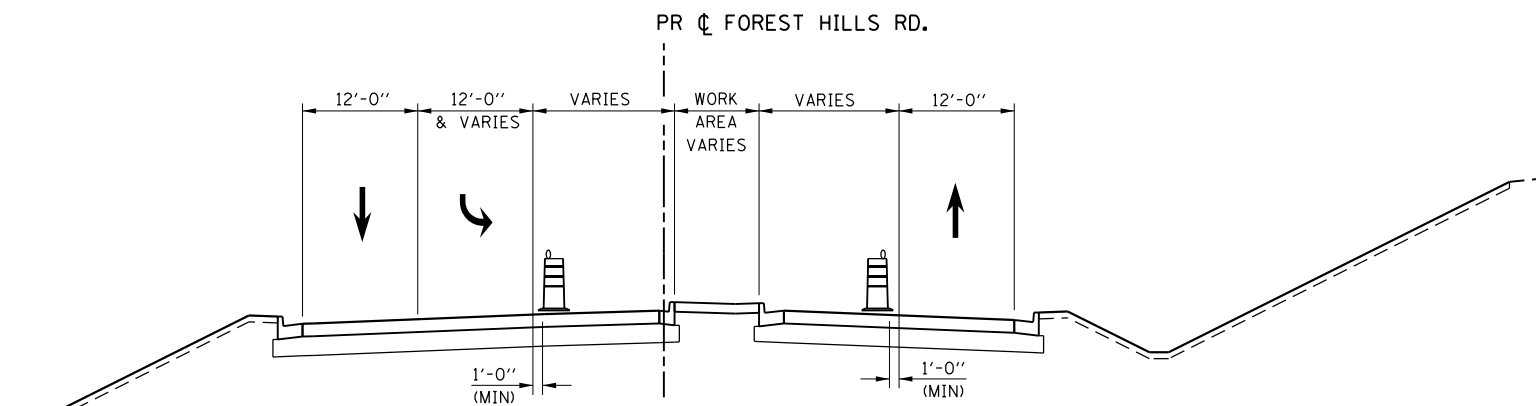 PR ℄ FOREST HILLS RD.
12'-0" 12'-0" VARIES WORK VARIES 12'-0"
& VARIES AREA
VARIES
1'-0" 1'-0"
(MIN) (MIN)